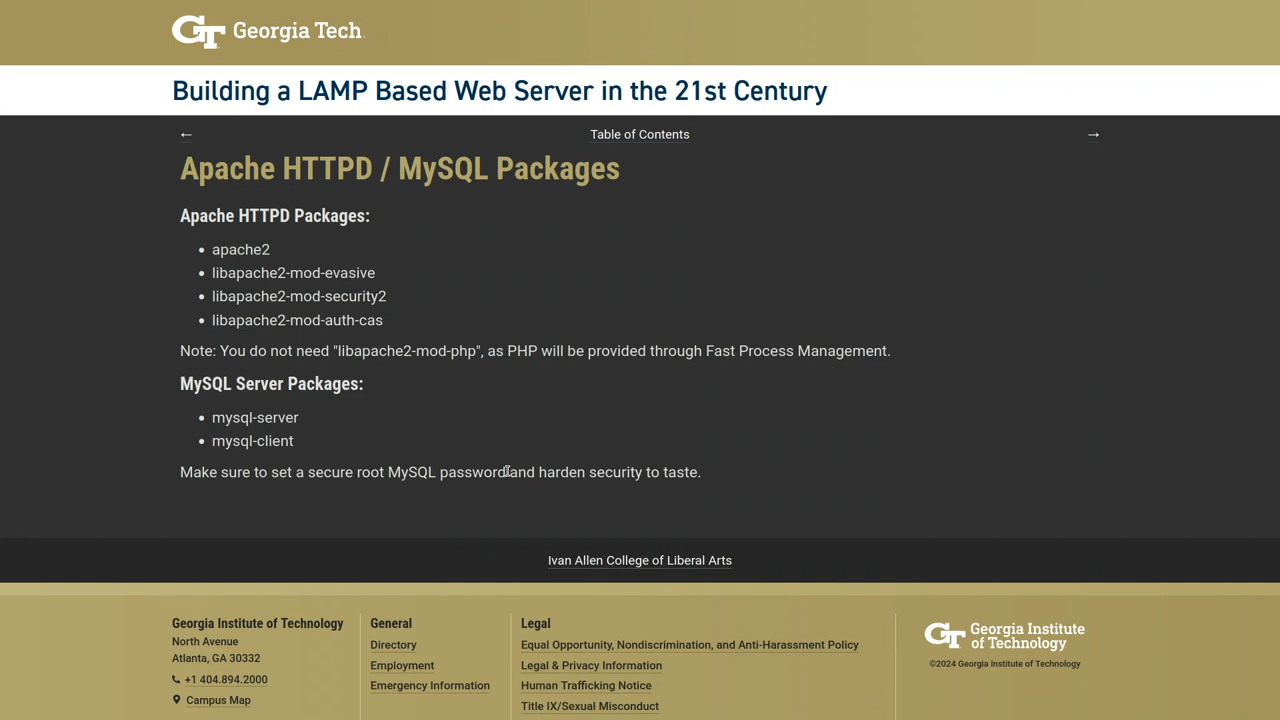 GT Georgia Tech.
Building a LAMP Based Web Server in the 21st Century
← Table of Contents →
Apache HTTPD / MySQL Packages
Apache HTTPD Packages:
• apache2
• libapache2-mod-evasive
• libapache2-mod-security2
• libapache2-mod-auth-cas
Note: You do not need "libapache2-mod-php", as PHP will be provided through Fast Process Management.
MySQL Server Packages:
• mysql-server
• mysql-client
Make sure to set a secure root MySQL password and harden security to taste.
Ivan Allen College of Liberal Arts
Georgia Institute of Technology
North Avenue
Atlanta, GA 30332
+1 404.894.2000
Campus Map
General
Directory
Employment
Emergency Information
Legal
Equal Opportunity, Nondiscrimination, and Anti-Harassment Policy
Legal & Privacy Information
Human Trafficking Notice
Title IX/Sexual Misconduct
GT Georgia Institute
of Technology
©2024 Georgia Institute of Technology